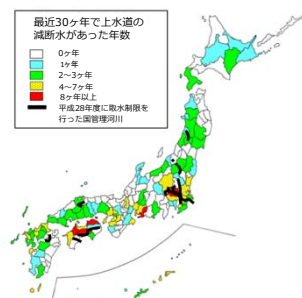 最近30ヶ年で上水道の
減断水があった年数
0ヶ年
1ヶ年
2～3ヶ年
4～7ヶ年
8ヶ年以上
平成28年度に取水制限を
行った国管理河川